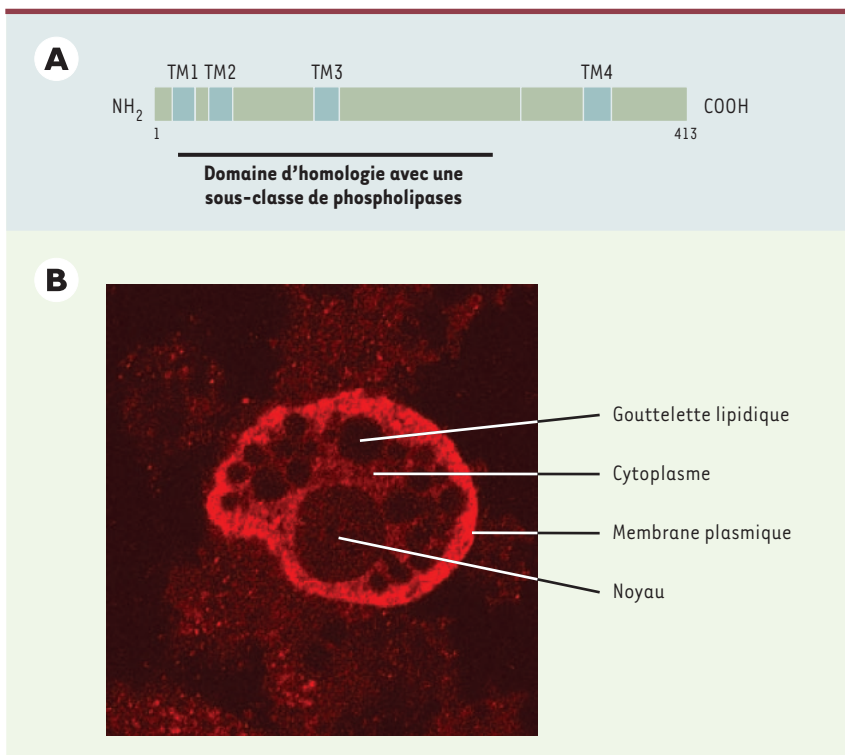 A
TM1 TM2 TM3 TM4
NH2 COOH
1 413
Domaine d’homologie avec une
sous-classe de phospholipases
B
Gouttelette lipidique
Cytoplasme
Membrane plasmique
Noyau